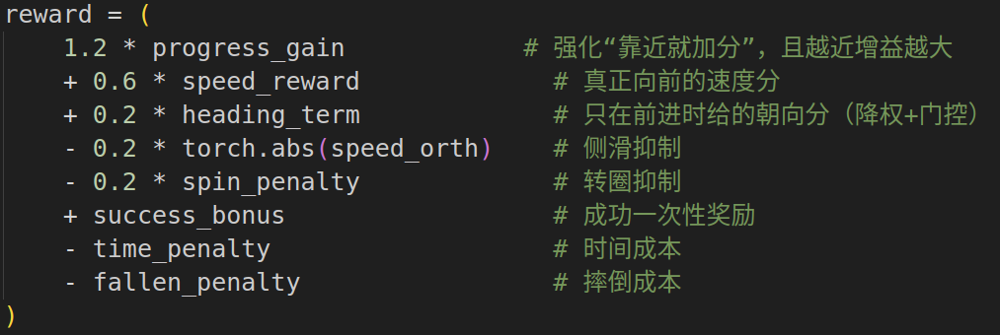 reward = (
    1.2 * progress_gain            # 强化“靠近就加分”，且越近增益越大
    + 0.6 * speed_reward             # 真正向前的速度分
    + 0.2 * heading_term             # 只在前进时给的朝向分（降权+门控）
    - 0.2 * torch.abs(speed_orth)    # 侧滑抑制
    - 0.2 * spin_penalty             # 转圈抑制
    + success_bonus                  # 成功一次性奖励
    - time_penalty                   # 时间成本
    - fallen_penalty                 # 摔倒成本
)